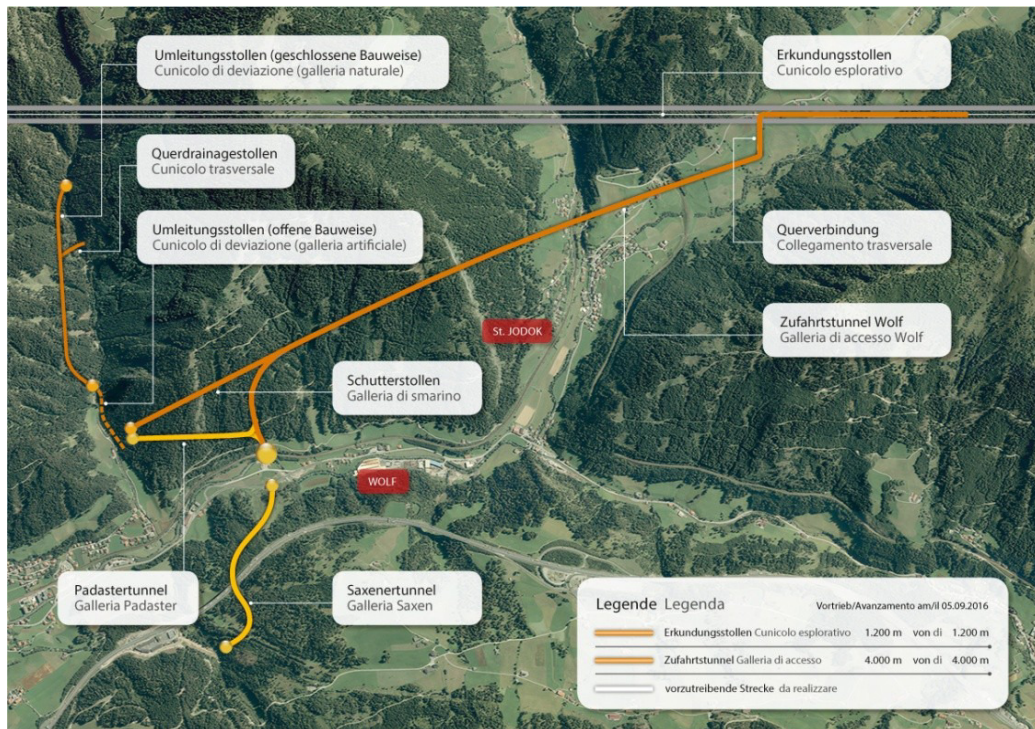 Umleitungsstollen (geschlossene Bauweise)
Cunicolo di deviazione (galleria naturale)
Erkundungsstollen
Cunicolo esplorativo
Querdrainagestollen
Cunicolo trasversale
Umleitungsstollen (offene Bauweise)
Cunicolo di deviazione (galleria artificiale)
Querverbindung
Collegamento trasversale
St. JODOK
Zufahrtstunnel Wolf
Galleria di accesso Wolf
Schutterstollen
Galleria di smarino
WOLF
Padastertunnel
Galleria Padaster
Saxenertunnel
Galleria Saxen
Legende Legenda Vortrieb/Avanzamento am/il 05.09.2016
Erkundungsstollen Cunicolo esplorativo 1.200 m von di 1.200 m
Zufahrtstunnel Galleria di accesso 4.000 m von di 4.000 m
vorzutreibende Strecke da realizzare